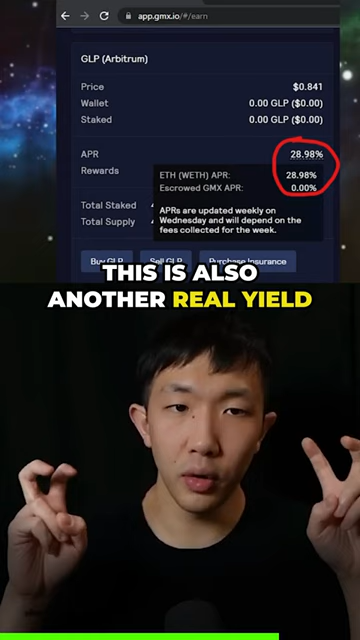 app.gmx.io/#/earn
GLP (Arbitrum)
Price $0.841
Wallet 0.00 GLP ($0.00)
Staked 0.00 GLP ($0.00)
APR 28.98%
Rewards
ETH (WETH) APR: 28.98%
Escrowed GMX APR: 0.00%
APRs are updated weekly on
Wednesday and will depend on the
fees collected for the week.
Total Staked
Total Supply
Buy GLP Sell GLP Purchase Insurance
THIS IS ALSO
ANOTHER REAL YIELD